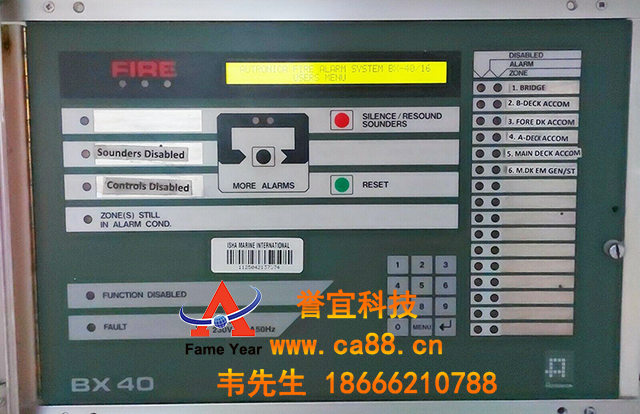 FIRE
AUTRONICA FIRE ALARM SYSTEM BX-40/16
USERS MENU
DISABLED
ALARM
ZONE
1. BRIDGE
2. B-DECK ACCOM
3. FORE DK ACCOM
4. A-DECK ACCOM
5. MAIN DECK ACCOM
6. M.DK EM GEN/ST
SILENCE / RESOUND
SOUNDERS
Sounders Disabled
Controls Disabled
MORE ALARMS
RESET
ZONE(S) STILL
IN ALARM COND.
ISHA MARINE INTERNATIONAL
FUNCTION DISABLED
FAULT
50Hz
1 2 3
4
9
0 MENU
Fame Year
誉宜科技
www.ca88.cn
韦先生 18666210788
BX 40